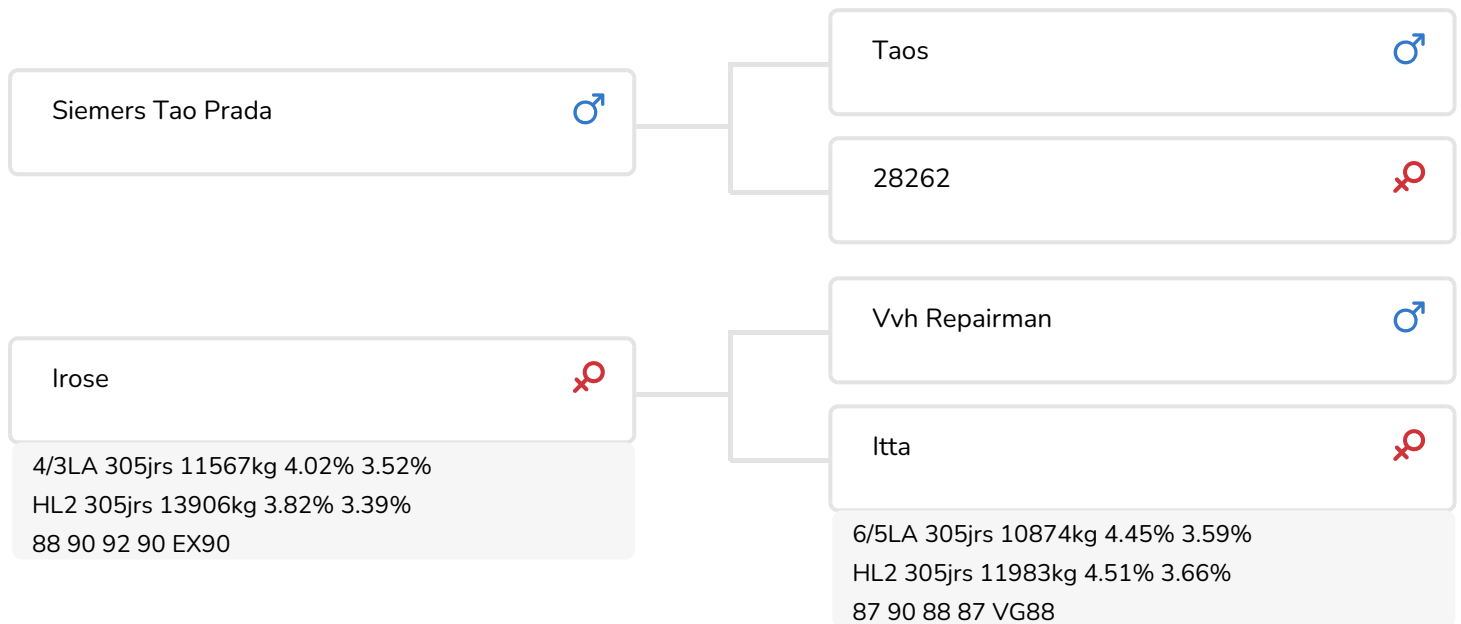 Siemers Tao Prada
Taos
28262
Irose
4/3LA 305jrs 11567kg 4.02% 3.52%
HL2 305jrs 13906kg 3.82% 3.39%
88 90 92 90 EX90
Vvh Repairman
Itta
6/5LA 305jrs 10874kg 4.45% 3.59%
HL2 305jrs 11983kg 4.51% 3.66%
87 90 88 87 VG88